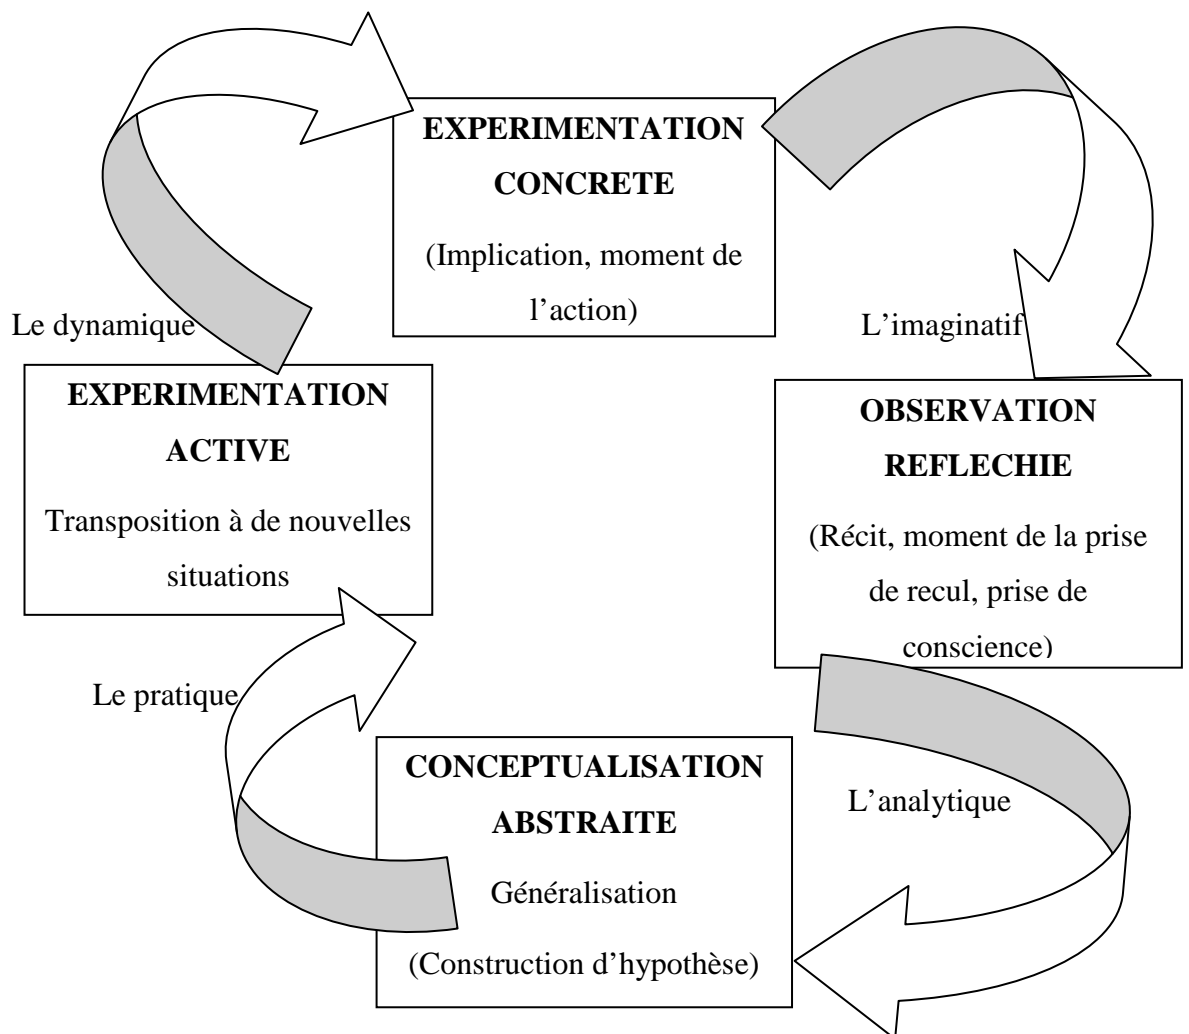 EXPERIMENTATION
CONCRETE
(Implication, moment de
l’action)
Le dynamique
L’imaginatif
EXPERIMENTATION
ACTIVE
Transposition à de nouvelles
situations
OBSERVATION
REFLECHIE
(Récit, moment de la prise
de recul, prise de
conscience)
Le pratique
L’analytique
CONCEPTUALISATION
ABSTRAITE
Généralisation
(Construction d’hypothèse)